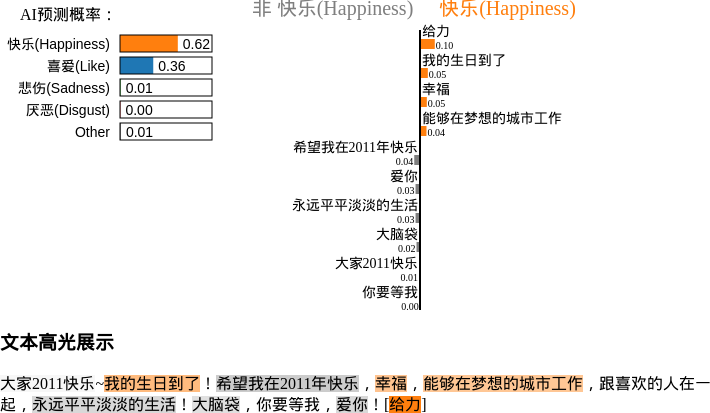 AI预测概率：
快乐(Happiness) 0.62
喜爱(Like) 0.36
悲伤(Sadness) 0.01
厌恶(Disgust) 0.00
Other 0.01
非 快乐(Happiness) 快乐(Happiness)
给力
0.10
我的生日到了
0.05
幸福
0.05
能够在梦想的城市工作
0.04
希望我在2011年快乐
0.04
爱你
0.03
永远平平淡淡的生活
0.03
大脑袋
0.02
大家2011快乐
0.01
你要等我
0.00
文本高光展示
大家2011快乐~我的生日到了！希望我在2011年快乐，幸福，能够在梦想的城市工作，跟喜欢的人在一
起，永远平平淡淡的生活！大脑袋，你要等我，爱你！[给力]